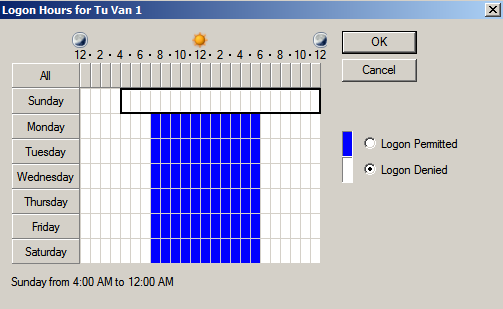 Logon Hours for Tu Van 1
12 · 2 · 4 · 6 · 8 · 10 · 12 · 2 · 4 · 6 · 8 · 10 · 12
OK
Cancel
All
Sunday
Monday
Tuesday
Wednesday
Thursday
Friday
Saturday
Logon Permitted
Logon Denied
Sunday from 4:00 AM to 12:00 AM